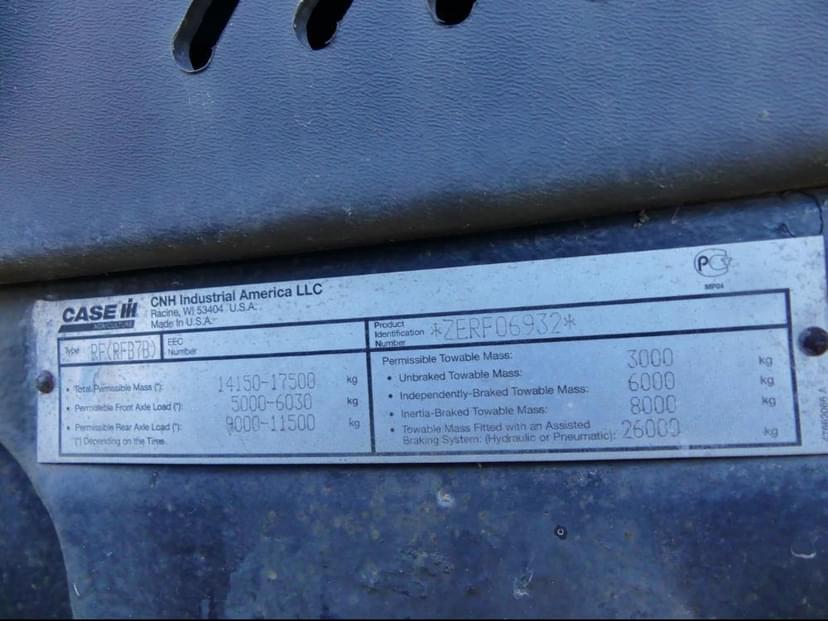 CASE IH
AGRICULTURE
CNH Industrial America LLC
Racine, WI 53404 U.S.A.
Made in U.S.A.
MP04
Type RF(RFB7B)
EEC
Number
Product
Identification
Number
*ZERF06932*
• Total Permissible Mass (*): 14150-17500 kg
• Permissible Front Axle Load (*): 5000-6030 kg
• Permissible Rear Axle Load (*): 9000-11500 kg
(*) Depending on the Tires
Permissible Towable Mass:
• Unbraked Towable Mass: 3000 kg
• Independently-Braked Towable Mass: 6000 kg
• Inertia-Braked Towable Mass: 8000 kg
• Towable Mass Fitted with an Assisted
Braking System: (Hydraulic or Pneumatic): 26000 kg